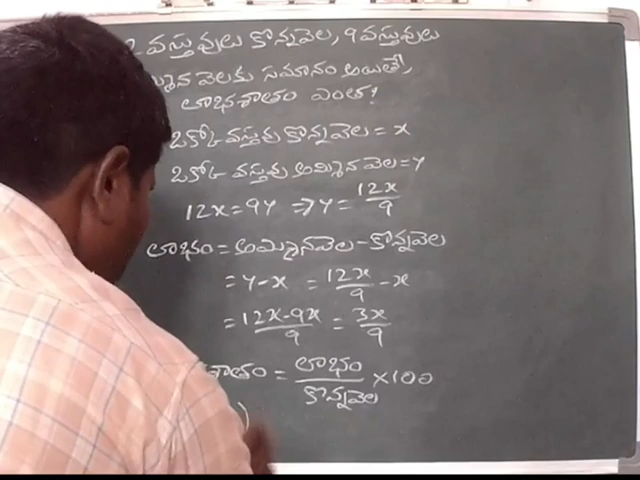 2 వస్తువులు కొన్నవెల, 9 వస్తువులు
మ్మిన వెలకు సమానం అయితే,
లాభశాతం ఎంత?
ఒకోక వస్తువు కొన్నవెల = x
ఒకోక వస్తువు అమ్మిన వెల = y
12x = 9y ⇒ y = 12x/9
లాభం = అమ్మినవెల - కొన్నవెల
= y - x = 12x/9 - x
= 12x - 9x/9 = 3x/9
శాతం = లాభం/కొన్నవెల × 100
)